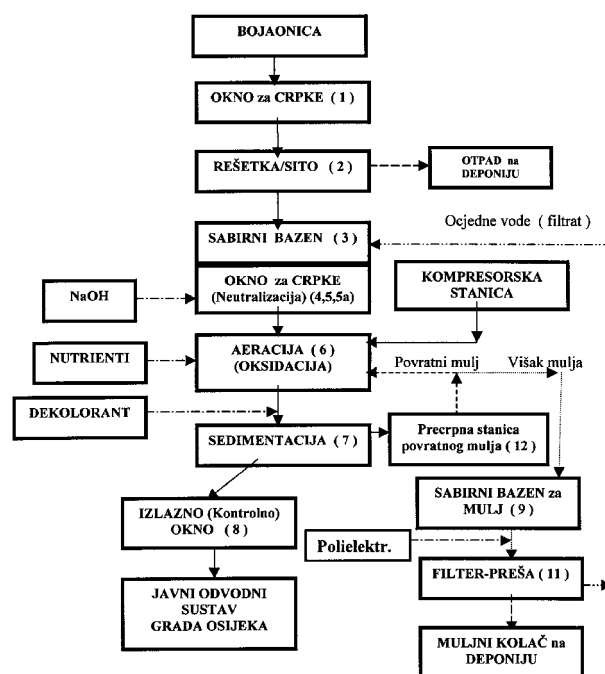 BOJAONICA
OKNO za CRPKE ( 1 )
REŠETKA/SITO ( 2 )
OTPAD na
DEPONIJU
Ocjedne vode ( filtrat )
SABIRNI BAZEN ( 3 )
OKNO za CRPKE
(Neutralizacija) (4,5,5a)
NaOH
KOMPRESORSKA
STANICA
AERACIJA ( 6 )
(OKSIDACIJA)
NUTRIENTI
Povratni mulj
Višak mulja
DEKOLORANT
SEDIMENTACIJA ( 7 )
Precrpna stanica
povratnog mulja ( 12 )
SABIRNI BAZEN za
MULJ ( 9 )
IZLAZNO (Kontrolno)
OKNO ( 8 )
Polielektr.
FILTER-PREŠA ( 11 )
JAVNI ODVODNI
SUSTAV
GRADA OSIJEKA
MULJNI KOLAČ na
DEPONIJU